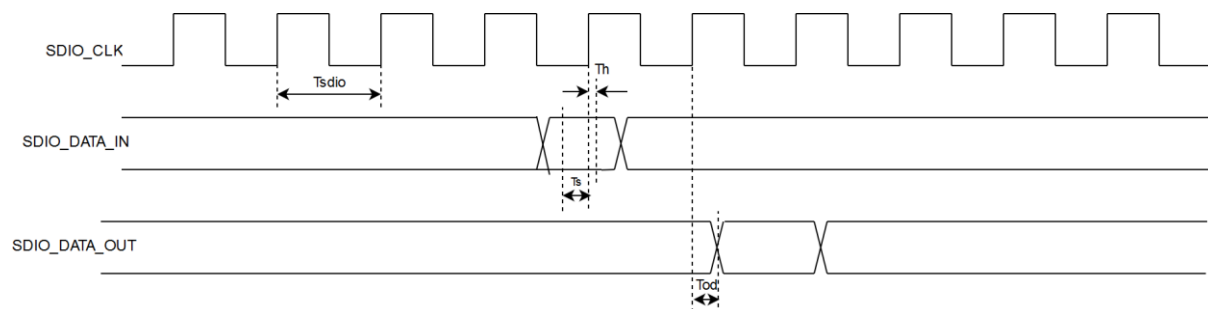 SDIO_CLK
Th
Tsdio
SDIO_DATA_IN
Ts
SDIO_DATA_OUT
Tod